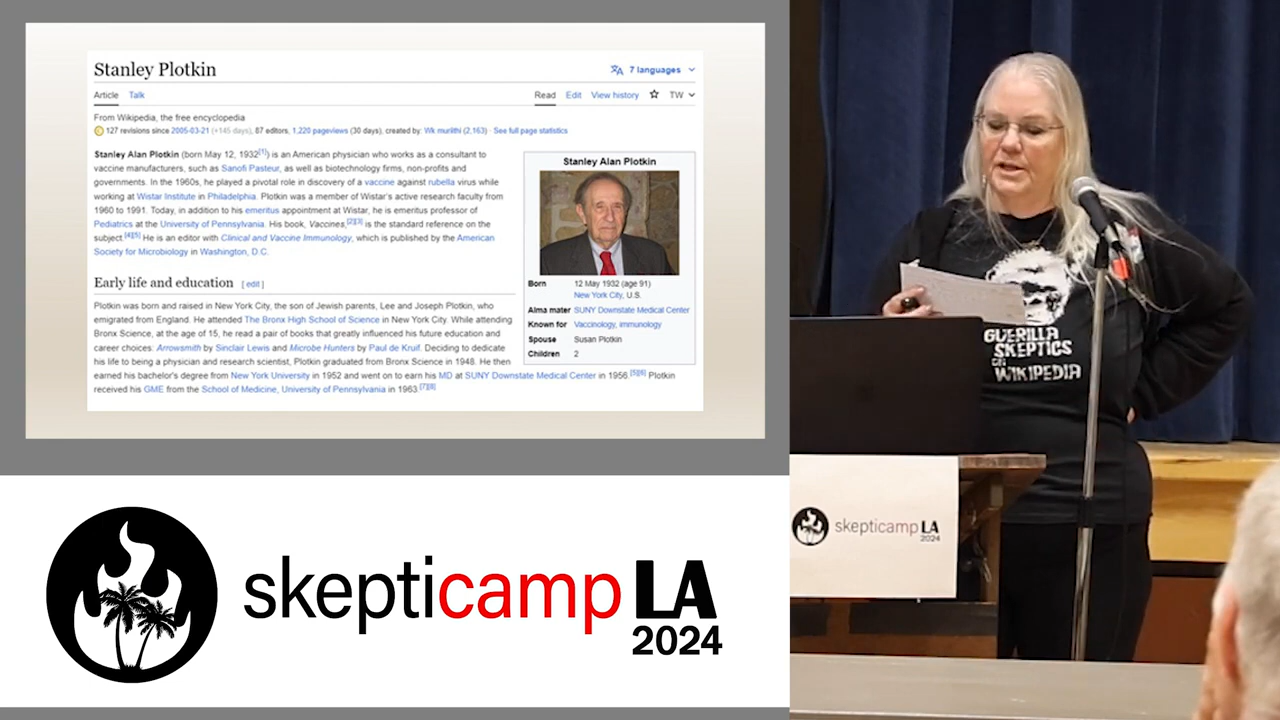 Stanley Plotkin
7 languages
Article Talk
Read Edit View history TW
From Wikipedia, the free encyclopedia
127 revisions since 2005-03-21 (+145 days), 87 editors, 1,220 pageviews (30 days), created by: Wk muriithi (2,163) · See full page statistics
Stanley Alan Plotkin (born May 12, 1932[1]) is an American physician who works as a consultant to
vaccine manufacturers, such as Sanofi Pasteur, as well as biotechnology firms, non-profits and
governments. In the 1960s, he played a pivotal role in discovery of a vaccine against rubella virus while
working at Wistar Institute in Philadelphia. Plotkin was a member of Wistar's active research faculty from
1960 to 1991. Today, in addition to his emeritus appointment at Wistar, he is emeritus professor of
Pediatrics at the University of Pennsylvania. His book, Vaccines,[2][3] is the standard reference on the
subject.[4][5] He is an editor with Clinical and Vaccine Immunology, which is published by the American
Society for Microbiology in Washington, D.C.
Stanley Alan Plotkin
Born 12 May 1932 (age 91)
New York City, U.S.
Alma mater SUNY Downstate Medical Center
Known for Vaccinology, immunology
Spouse Susan Plotkin
Children 2
Early life and education [ edit ]
Plotkin was born and raised in New York City, the son of Jewish parents, Lee and Joseph Plotkin, who
emigrated from England. He attended The Bronx High School of Science in New York City. While attending
Bronx Science, at the age of 15, he read a pair of books that greatly influenced his future education and
career choices: Arrowsmith by Sinclair Lewis and Microbe Hunters by Paul de Kruif. Deciding to dedicate
his life to being a physician and research scientist, Plotkin graduated from Bronx Science in 1948. He then
earned his bachelor's degree from New York University in 1952 and went on to earn his MD at SUNY Downstate Medical Center in 1956.[5][6] Plotkin
received his GME from the School of Medicine, University of Pennsylvania in 1963.[7][8]
skepticamp LA
2024
GUERILLA
SKEPTICS
ON
WIKIPEDIA
skepticamp LA
2024